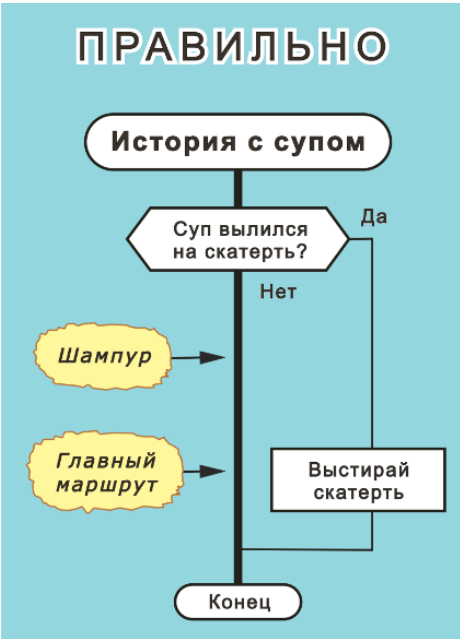 ПРАВИЛЬНО
История с супом
Суп вылился
на скатерть?
Да
Нет
Шампур
Главный
маршрут
Выстирай
скатерть
Конец